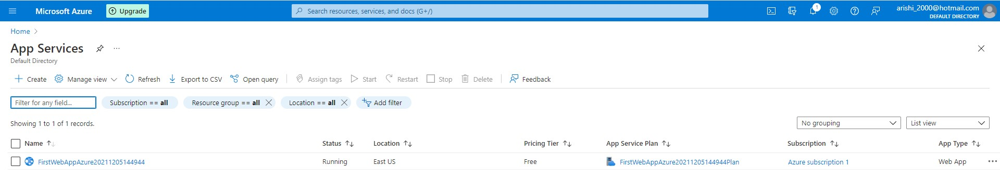 Microsoft Azure Upgrade Search resources, services, and docs (G+/) 1 arishi_2000@hotmail.com
DEFAULT DIRECTORY
Home
App Services ...
Default Directory
Create Manage view Refresh Export to CSV Open query Assign tags Start Restart Stop Delete Feedback
Filter for any field... Subscription == all Resource group == all Location == all Add filter
Showing 1 to 1 of 1 records. No grouping List view
Name Status Location Pricing Tier App Service Plan Subscription App Type
FirstWebAppAzure20211205144944 Running East US Free FirstWebAppAzure20211205144944Plan Azure subscription 1 Web App ...